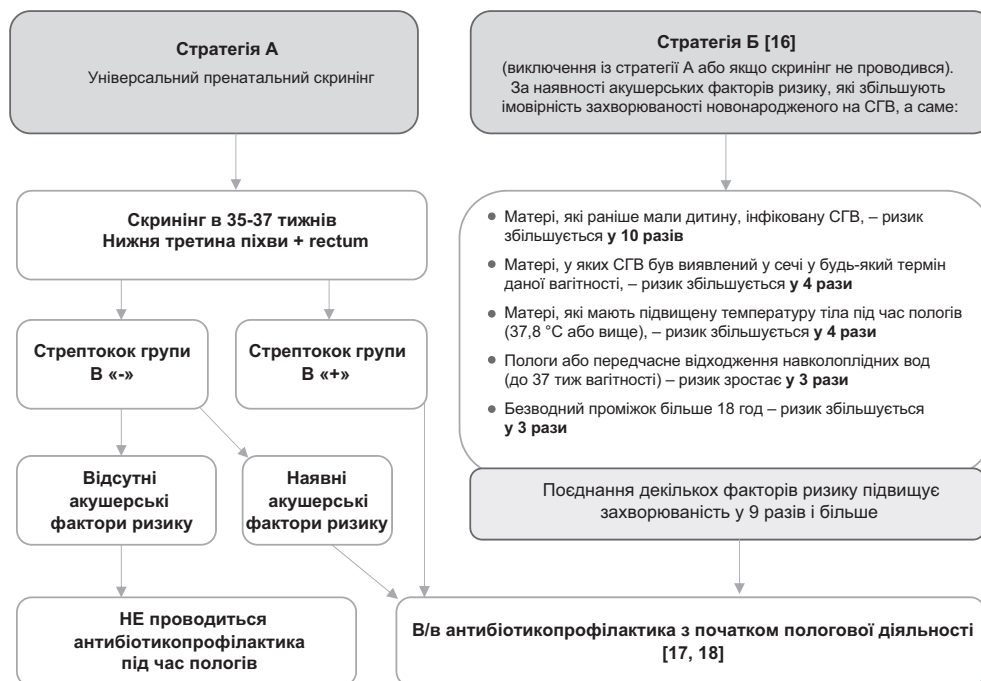 Стратегія А
Універсальний пренатальний скринінг
Стратегія Б [16]
(виключення із стратегії А або якщо скринінг не проводився).
За наявності акушерських факторів ризику, які збільшують
імовірність захворюваності новонародженого на СГВ, а саме:
Скринінг в 35-37 тижнів
Нижня третина піхви + rectum
Стрептокок групи
В «-»
Стрептокок групи
В «+»
Відсутні
акушерські
фактори ризику
Наявні
акушерські
фактори ризику
НЕ проводиться
антибіотикопрофілактика
під час пологів
• Матері, які раніше мали дитину, інфіковану СГВ, – ризик
збільшується у 10 разів
• Матері, у яких СГВ був виявлений у сечі у будь-який термін
даної вагітності, – ризик збільшується у 4 рази
• Матері, які мають підвищену температуру тіла під час пологів
(37,8 °С або вище), – ризик збільшується у 4 рази
• Пологи або передчасне відходження навколоплідних вод
(до 37 тиж вагітності) – ризик зростає у 3 рази
• Безводний проміжок більше 18 год – ризик збільшується
у 3 рази
Поєднання декількох факторів ризику підвищує
захворюваність у 9 разів і більше
В/в антибіотикопрофілактика з початком пологової діяльності
[17, 18]